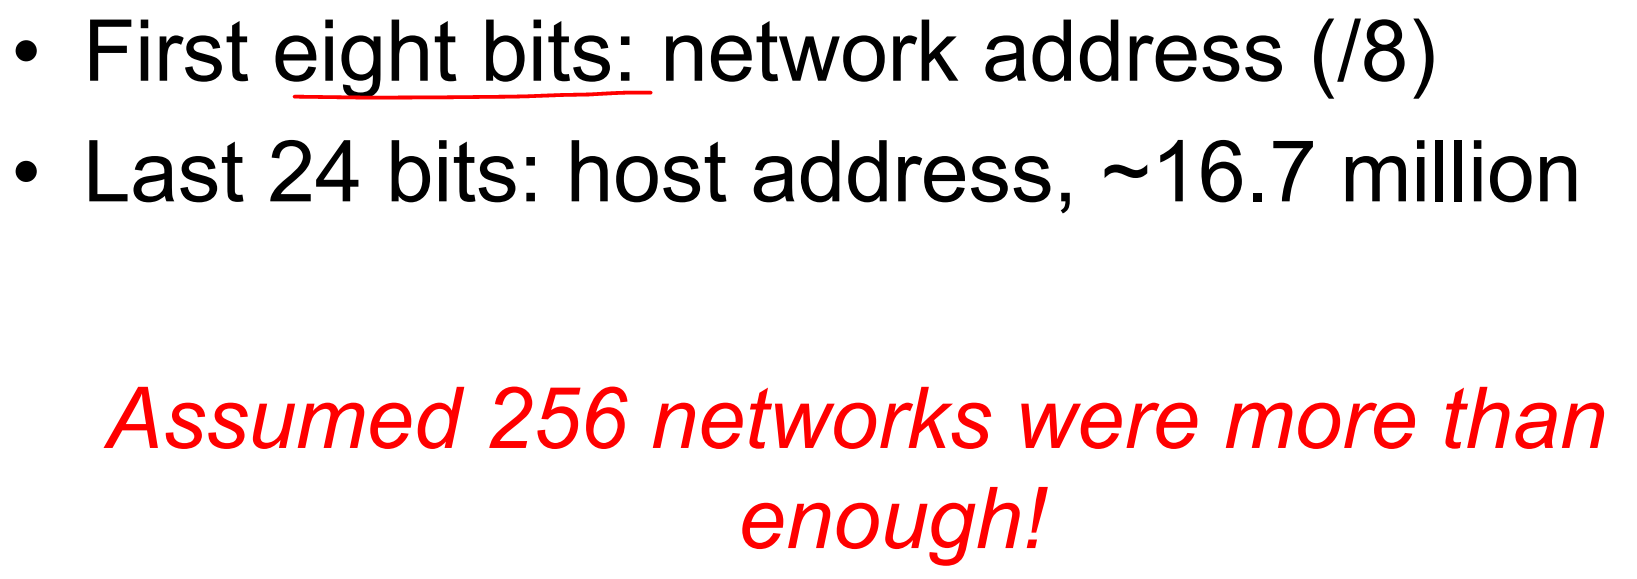 • First eight bits: network address (/8)
• Last 24 bits: host address, ~16.7 million
Assumed 256 networks were more than
enough!